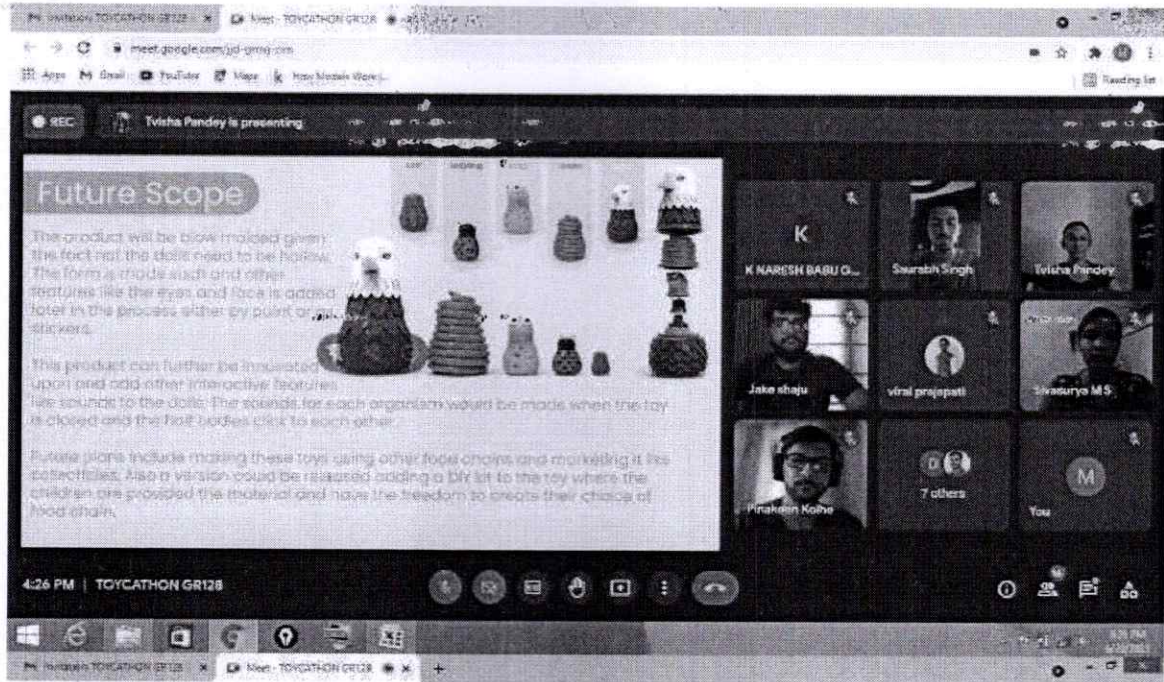 Invitation TOYCATHON GR128
Meet - TOYCATHON GR128
Apps
Gmail
YouTube
Maps
Reading list
REC
Tvisha Pandey is presenting
Future Scope
The product will be blow molded given
the fact not the dolls need to be hollow.
The form is made such and other
features like the eyes and face is added
later in the process either by paint or
stickers.
This product can further be innovated
upon and add other interactive features
like sounds to the dolls. The sounds for each organism would be made when the toy
is closed and the half bodies click to each other.
Future plans include making these toys using other food chains and marketing it like
collectibles. Also a version could be released adding a DIY kit to the toy where the
children are provided the material and have the freedom to create their choice of
food chain.
K
K NARESH BABU G...
Saurabh Singh
Tvisha Pandey
Jake shaju
viral prajapati
Sivasurya M S
Pinakeen Kolhe
D
7 others
M
You
4:26 PM | TOYCATHON GR128
Invitation TOYCATHON GR128
Meet - TOYCATHON GR128